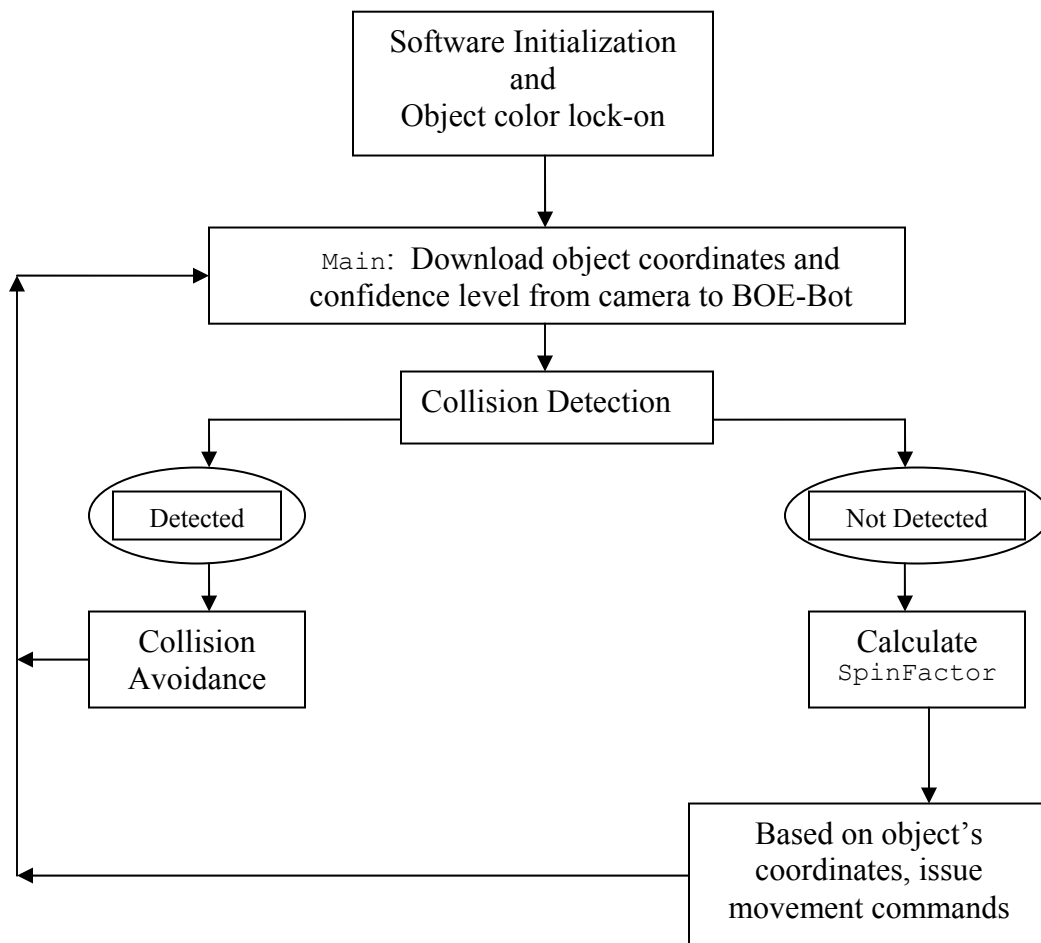 Software Initialization
and
Object color lock-on
Main: Download object coordinates and
confidence level from camera to BOE-Bot
Collision Detection
Detected
Not Detected
Collision
Avoidance
Calculate
SpinFactor
Based on object’s
coordinates, issue
movement commands